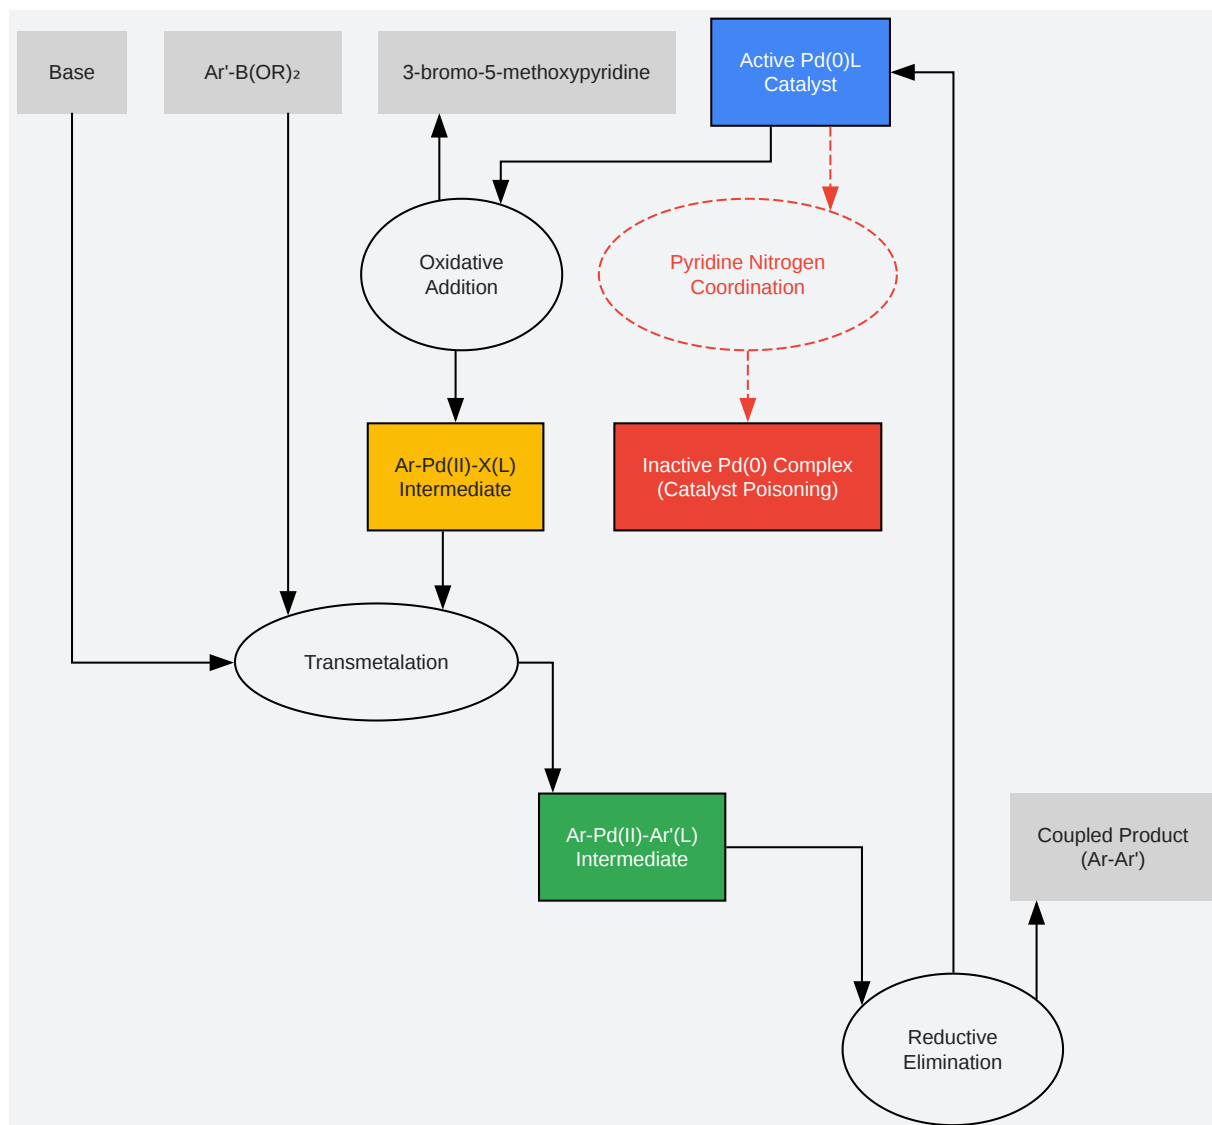 Base
Ar'-B(OR)₂
3-bromo-5-methoxypyridine
Active Pd(0)L
Catalyst
Oxidative
Addition
Pyridine Nitrogen
Coordination
Ar-Pd(II)-X(L)
Intermediate
Inactive Pd(0) Complex
(Catalyst Poisoning)
Transmetalation
Ar-Pd(II)-Ar'(L)
Intermediate
Coupled Product
(Ar-Ar')
Reductive
Elimination